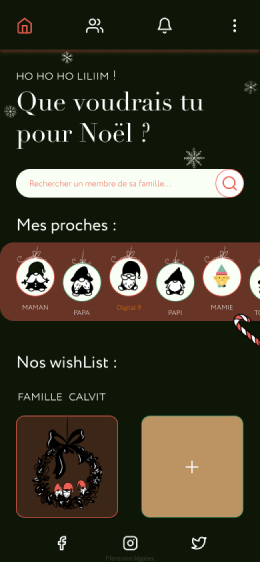 HO HO HO LILIIM !
Que voudrais tu
pour Noël ?
Rechercher un membre de sa famille...
Mes proches :
MAMAN PAPA Digital 9 PAPI MAMIE
Nos wishList :
FAMILLE CALVIT
Mentions légales